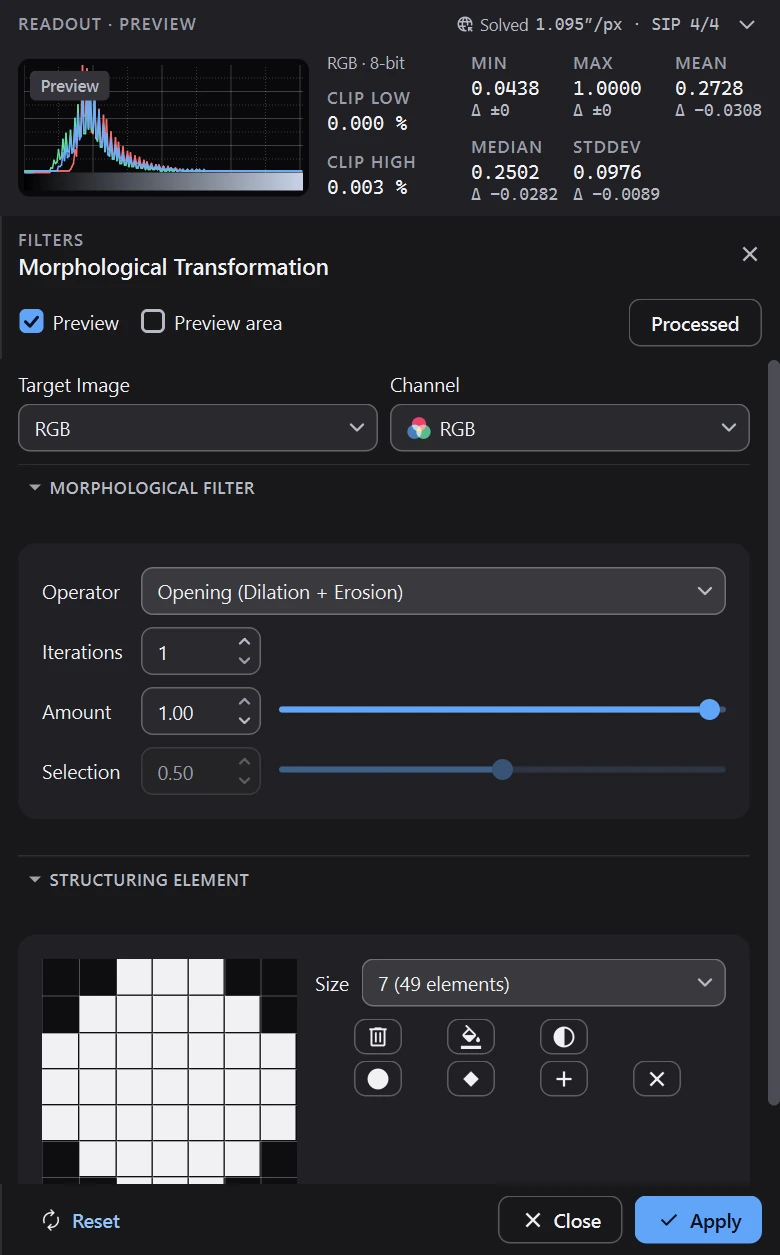 READOUT · PREVIEW
Solved 1.095″/px · SIP 4/4
Preview
RGB · 8-bit
CLIP LOW
0.000 %
CLIP HIGH
0.003 %
MIN MAX MEAN
0.0438 1.0000 0.2728
Δ ±0 Δ ±0 Δ −0.0308
MEDIAN STDDEV
0.2502 0.0976
Δ −0.0282 Δ −0.0089
FILTERS
Morphological Transformation
Preview Preview area Processed
Target Image Channel
RGB RGB
MORPHOLOGICAL FILTER
Operator Opening (Dilation + Erosion)
Iterations 1
Amount 1.00
Selection 0.50
STRUCTURING ELEMENT
Size 7 (49 elements)
Reset Close Apply